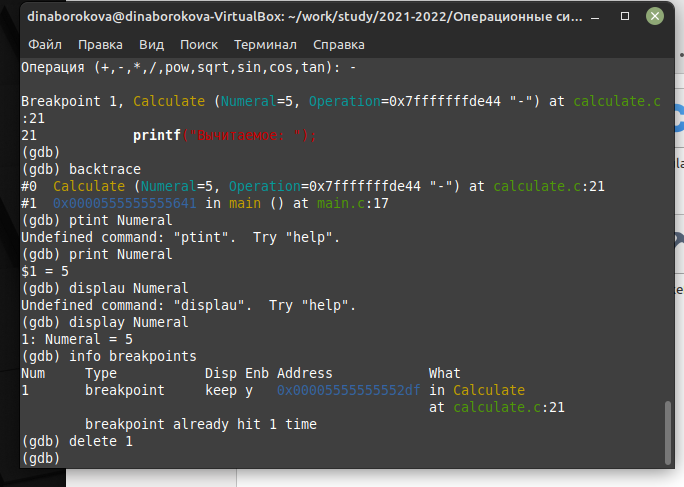 dinaborokova@dinaborokova-VirtualBox: ~/work/study/2021-2022/Операционные си...
Файл Правка Вид Поиск Терминал Справка
Операция (+,-,*,/,pow,sqrt,sin,cos,tan): -
Breakpoint 1, Calculate (Numeral=5, Operation=0x7fffffffde44 "-") at calculate.c
:21
21 printf("Вычитаемое: ");
(gdb)
(gdb) backtrace
#0 Calculate (Numeral=5, Operation=0x7fffffffde44 "-") at calculate.c:21
#1 0x0000555555555641 in main () at main.c:17
(gdb) ptint Numeral
Undefined command: "ptint". Try "help".
(gdb) print Numeral
$1 = 5
(gdb) displau Numeral
Undefined command: "displau". Try "help".
(gdb) display Numeral
1: Numeral = 5
(gdb) info breakpoints
Num Type Disp Enb Address What
1 breakpoint keep y 0x00005555555552df in Calculate
at calculate.c:21
breakpoint already hit 1 time
(gdb) delete 1
(gdb)